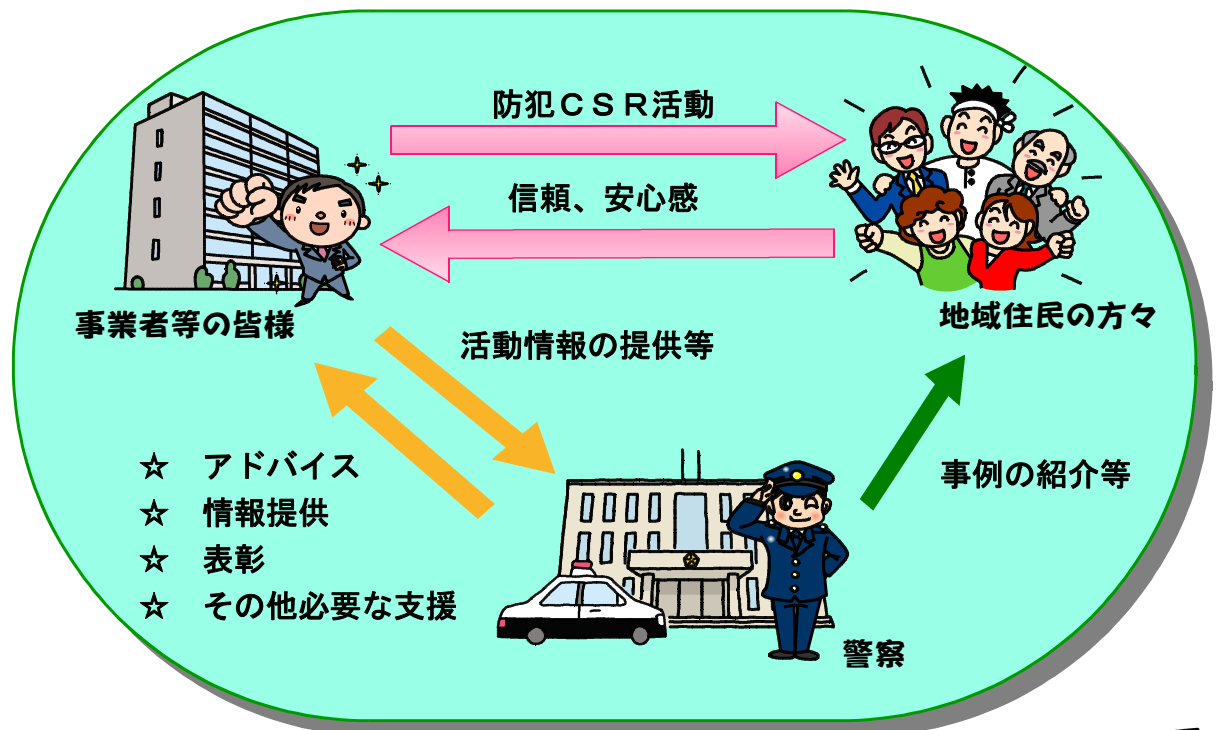 防犯ＣＳＲ活動
信頼、安心感
事業者等の皆様
地域住民の方々
活動情報の提供等
☆　アドバイス
☆　情報提供
☆　表彰
☆　その他必要な支援
事例の紹介等
警察